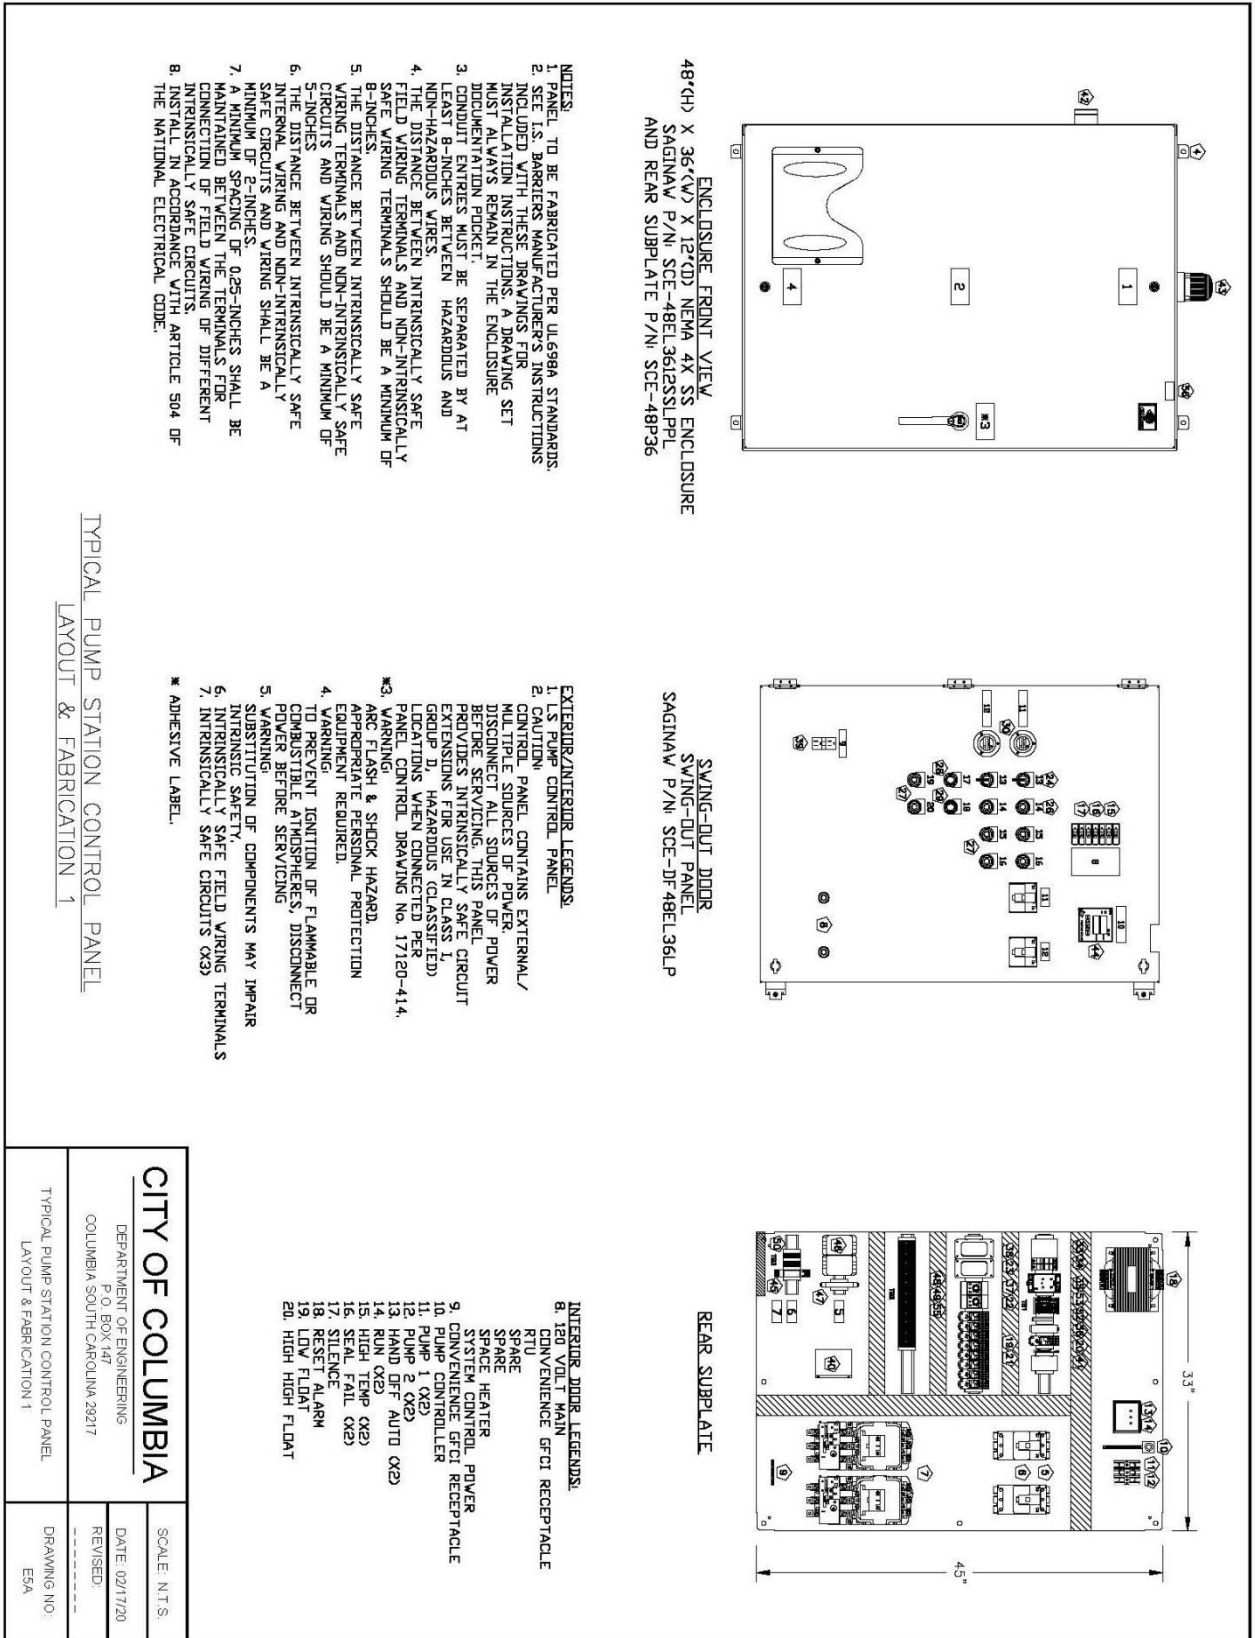 ENCLOSURE FRONT VIEW
48"(H) X 36"(W) X 12"(D) NEMA 4X SS ENCLOSURE
SAGINAW P/N: SCE-48EL3612SSLPPL
AND REAR SUBPLATE P/N: SCE-48P36
42
4
43
56
1
2
4
*3
SWING-OUT DOOR
SWING-OUT PANEL
SAGINAW P/N: SCE-DF48EL36LP
REAR SUBPLATE
33"
45"
NOTES:
1. PANEL TO BE FABRICATED PER UL698A STANDARDS.
2. SEE I.S. BARRIERS MANUFACTURER'S INSTRUCTIONS
INCLUDED WITH THESE DRAWINGS FOR
INSTALLATION INSTRUCTIONS. A DRAWING SET
MUST ALWAYS REMAIN IN THE ENCLOSURE
DOCUMENTATION POCKET.
3. CONDUIT ENTRIES MUST BE SEPARATED BY AT
LEAST 8-INCHES BETWEEN HAZARDOUS AND
NON-HAZARDOUS WIRES.
4. THE DISTANCE BETWEEN INTRINSICALLY SAFE
FIELD WIRING TERMINALS AND NON-INTRINSICALLY
SAFE WIRING TERMINALS SHOULD BE A MINIMUM OF
8-INCHES.
5. THE DISTANCE BETWEEN INTRINSICALLY SAFE
WIRING TERMINALS AND NON-INTRINSICALLY SAFE
CIRCUITS AND WIRING SHOULD BE A MINIMUM OF
5-INCHES
6. THE DISTANCE BETWEEN INTRINSICALLY SAFE
INTERNAL WIRING AND NON-INTRINSICALLY
SAFE CIRCUITS AND WIRING SHALL BE A
MINIMUM OF 2-INCHES.
7. A MINIMUM SPACING OF 0.25-INCHES SHALL BE
MAINTAINED BETWEEN THE TERMINALS FOR
CONNECTION OF FIELD WIRING OF DIFFERENT
INTRINSICALLY SAFE CIRCUITS.
8. INSTALL IN ACCORDANCE WITH ARTICLE 504 OF
THE NATIONAL ELECTRICAL CODE.
EXTERIOR/INTERIOR LEGENDS:
1. LS PUMP CONTROL PANEL
2. CAUTION:
CONTROL PANEL CONTAINS EXTERNAL/
MULTIPLE SOURCES OF POWER.
DISCONNECT ALL SOURCES OF POWER
BEFORE SERVICING. THIS PANEL
PROVIDES INTRINSICALLY SAFE CIRCUIT
EXTENSIONS FOR USE IN CLASS I,
GROUP D, HAZARDOUS (CLASSIFIED)
LOCATIONS WHEN CONNECTED PER
PANEL CONTROL DRAWING No. 17120-414.
*3. WARNING:
ARC FLASH & SHOCK HAZARD.
APPROPRIATE PERSONAL PROTECTION
EQUIPMENT REQUIRED.
4. WARNING:
TO PREVENT IGNITION OF FLAMMABLE OR
COMBUSTIBLE ATMOSPHERES, DISCONNECT
POWER BEFORE SERVICING
5. WARNING:
SUBSTITUTION OF COMPONENTS MAY IMPAIR
INTRINSIC SAFETY.
6. INTRINSICALLY SAFE FIELD WIRING TERMINALS
7. INTRINSICALLY SAFE CIRCUITS (X3)
* ADHESIVE LABEL.
INTERIOR DOOR LEGENDS:
8. 120 VOLT MAIN
CONVENIENCE GFCI RECEPTACLE
RTU
SPARE
SPARE
SPACE HEATER
SYSTEM CONTROL POWER
9. CONVENIENCE GFCI RECEPTACLE
10. PUMP CONTROLLER
11. PUMP 1 (X2)
12. PUMP 2 (X2)
13. HAND OFF AUTO (X2)
14. RUN (X2)
15. HIGH TEMP (X2)
16. SEAL FAIL (X2)
17. SILENCE
18. RESET ALARM
19. LOW FLOAT
20. HIGH HIGH FLOAT
TYPICAL PUMP STATION CONTROL PANEL
LAYOUT & FABRICATION 1
CITY OF COLUMBIA
DEPARTMENT OF ENGINEERING
P.O. BOX 147
COLUMBIA SOUTH CAROLINA 29217
TYPICAL PUMP STATION CONTROL PANEL
LAYOUT & FABRICATION 1
SCALE: N.T.S.
DATE: 02/17/20
REVISED:
-------
DRAWING NO:
E5A